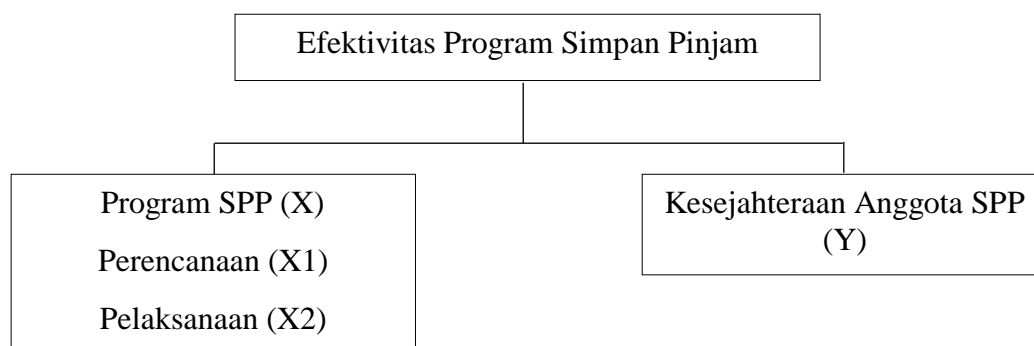 Efektivitas Program Simpan Pinjam
Program SPP (X)
Perencanaan (X1)
Pelaksanaan (X2)
Kesejahteraan Anggota SPP
(Y)